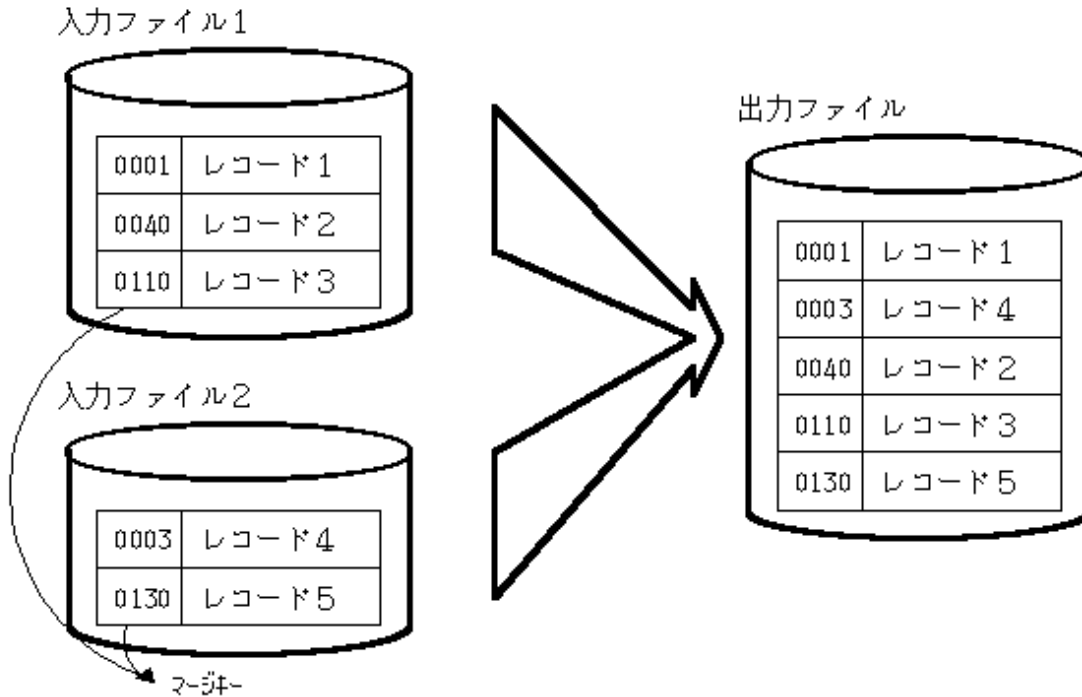 入力ファイル1
0001 レコード1
0040 レコード2
0110 レコード3
入力ファイル2
0003 レコード4
0130 レコード5
マージキー
出力ファイル
0001 レコード1
0003 レコード4
0040 レコード2
0110 レコード3
0130 レコード5